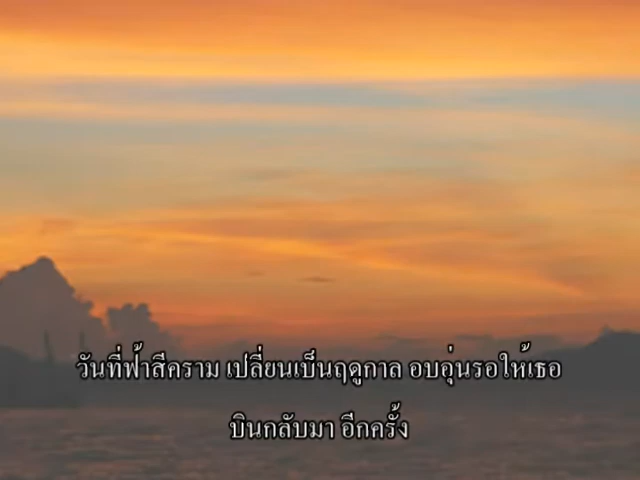 วันที่ฟ้าสีคราม เปลี่ยนเป็นฤดูกาล อบอุ่นรอให้เธอ
บินกลับมา อีกครั้ง